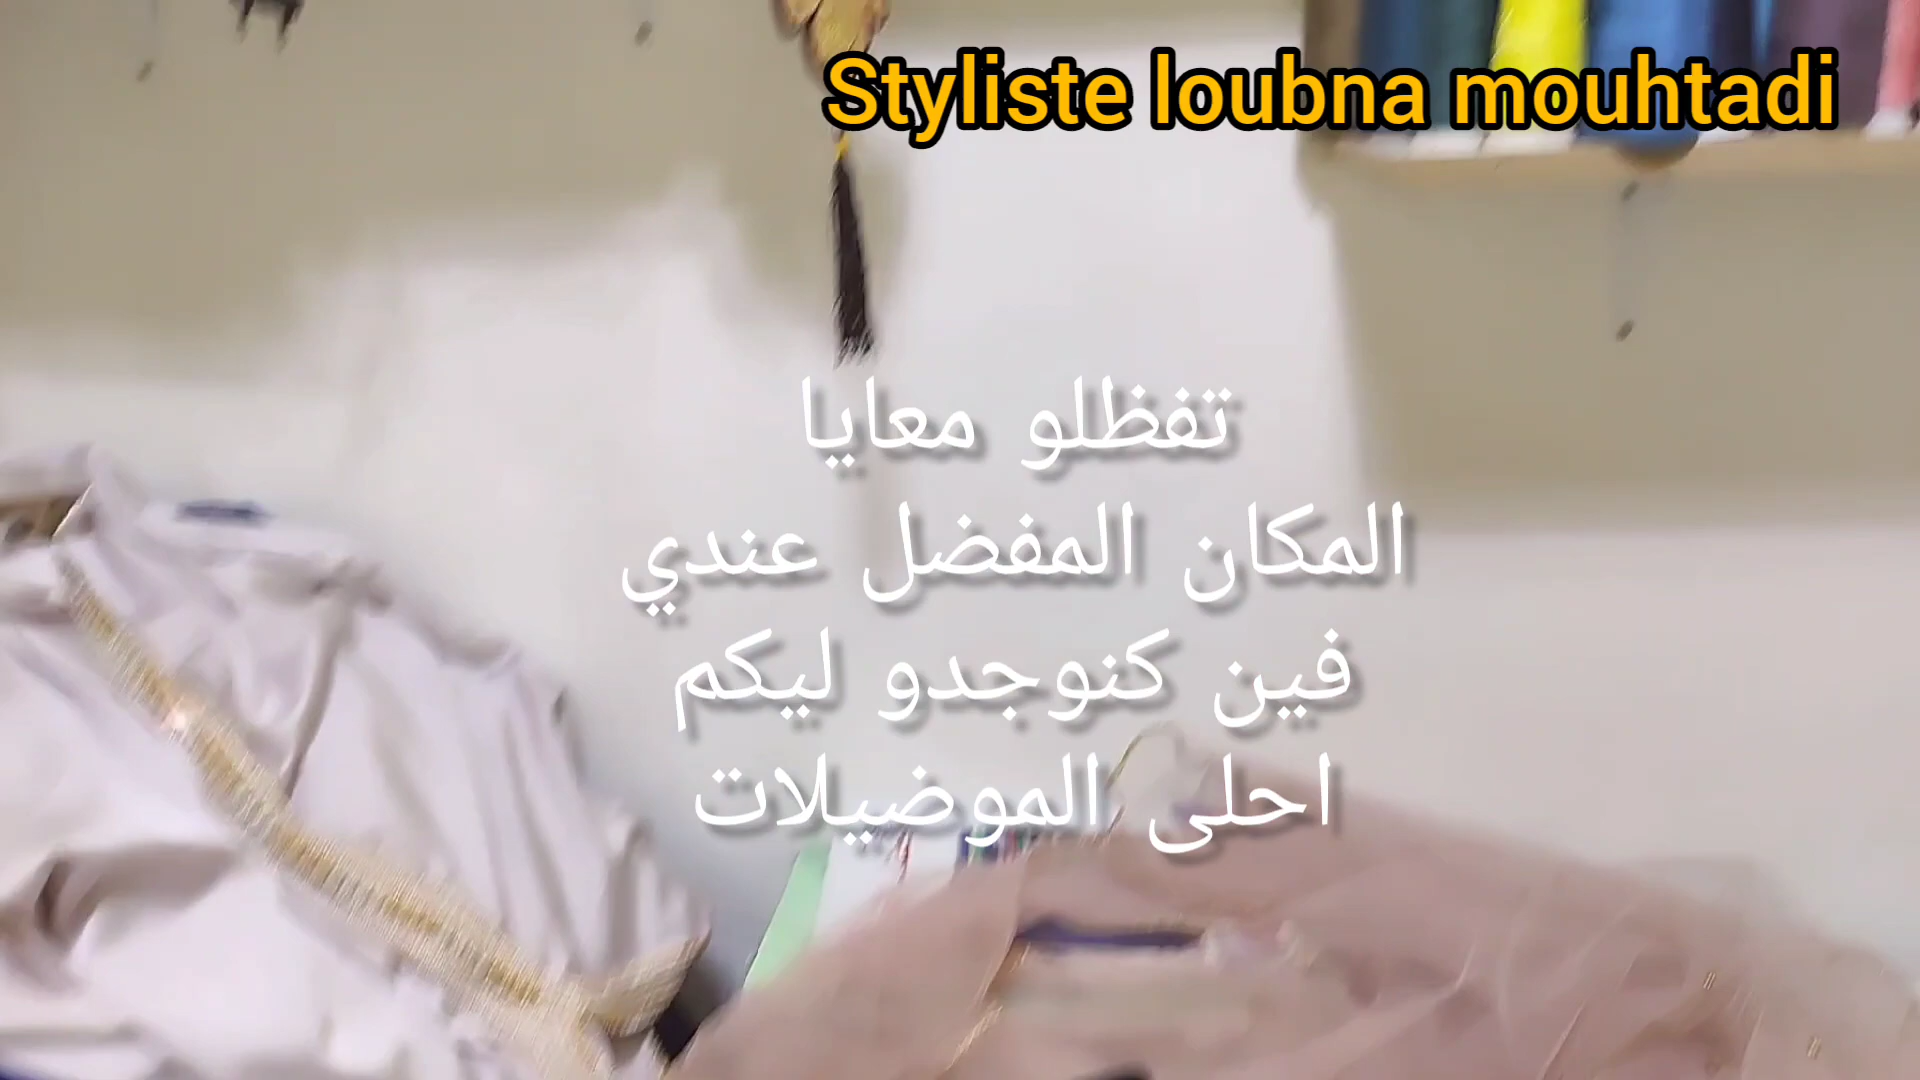 Styliste loubna mouhtadi
تفظلو معايا
المكان المفضل عندي
فين كنوجدو ليكم
احلى الموضيلات